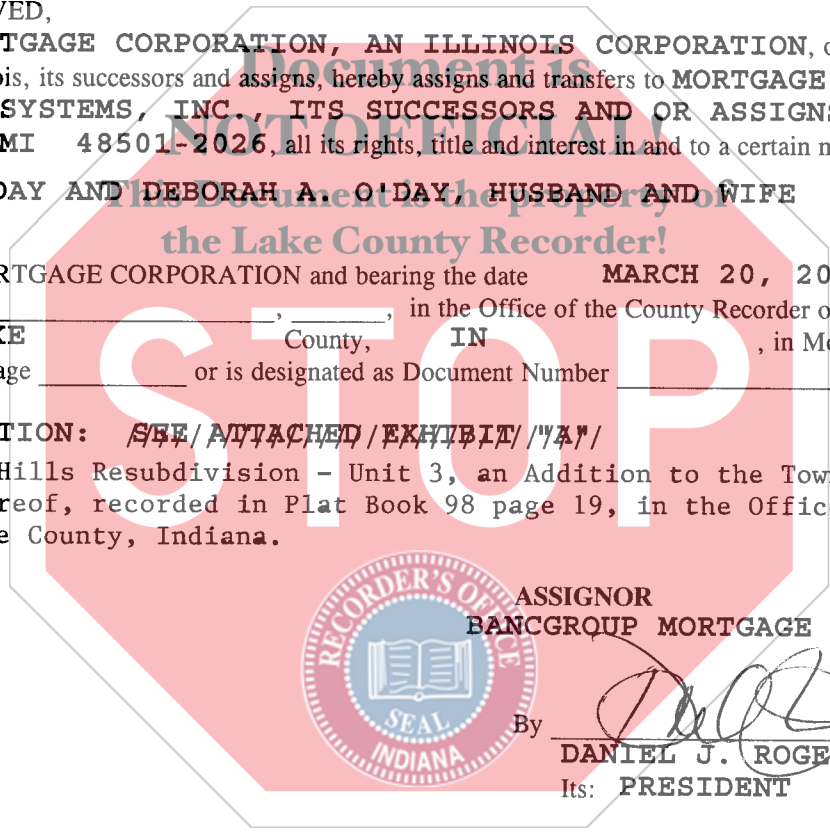 VED,
TGAGE CORPORATION, AN ILLINOIS CORPORATION,
Document is
ois, its successors and assigns, hereby assigns and transfers to MORTGAGE
SYSTEMS, INC., ITS SUCCESSORS AND OR ASSIGNS
NOT OFFICIAL!
MI 48501-2026, all its rights, title and interest in and to a certain m
DAY AND DEBORAH A. O'DAY, HUSBAND AND WIFE
This Document is the property of
the Lake County Recorder!
RTGAGE CORPORATION and bearing the date MARCH 20, 20
, , in the Office of the County Recorder o
KE County, IN , in Me
age or is designated as Document Number
STOP
TION: SEE ATTACHED EXHIBIT "A"
Hills Resubdivision - Unit 3, an Addition to the Tow
reof, recorded in Plat Book 98 page 19, in the Offic
e County, Indiana.
RECORDER'S OFFICE
SEAL
INDIANA
ASSIGNOR
BANCGROUP MORTGAGE
By
DANIEL J. ROGE
Its: PRESIDENT